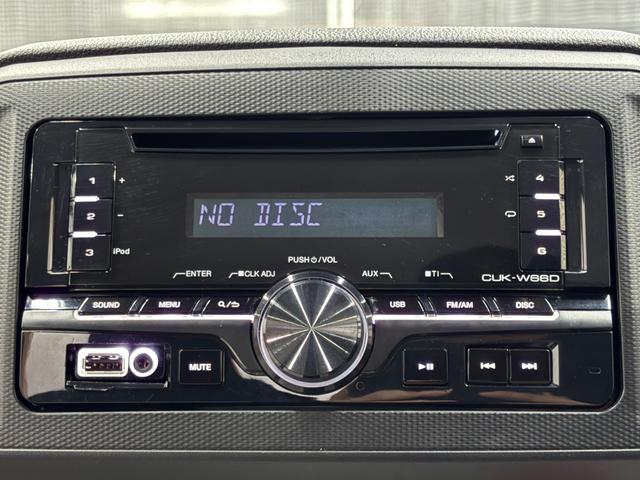 1 +
2 -
3 iPod
NO DISC
4
5
6
PUSH⏻/VOL
ENTER
■CLK ADJ
AUX
■TI
CUK-W66D
SOUND
MENU
USB
FM/AM
DISC
MUTE